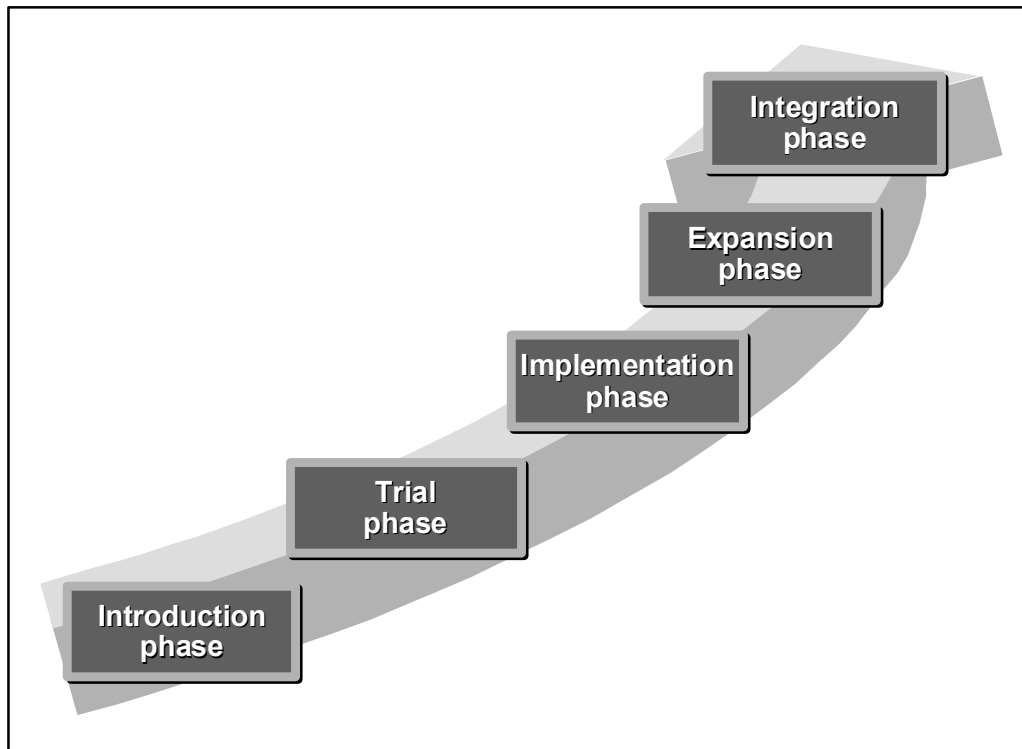 Integration
phase
Expansion
phase
Implementation
phase
Trial
phase
Introduction
phase